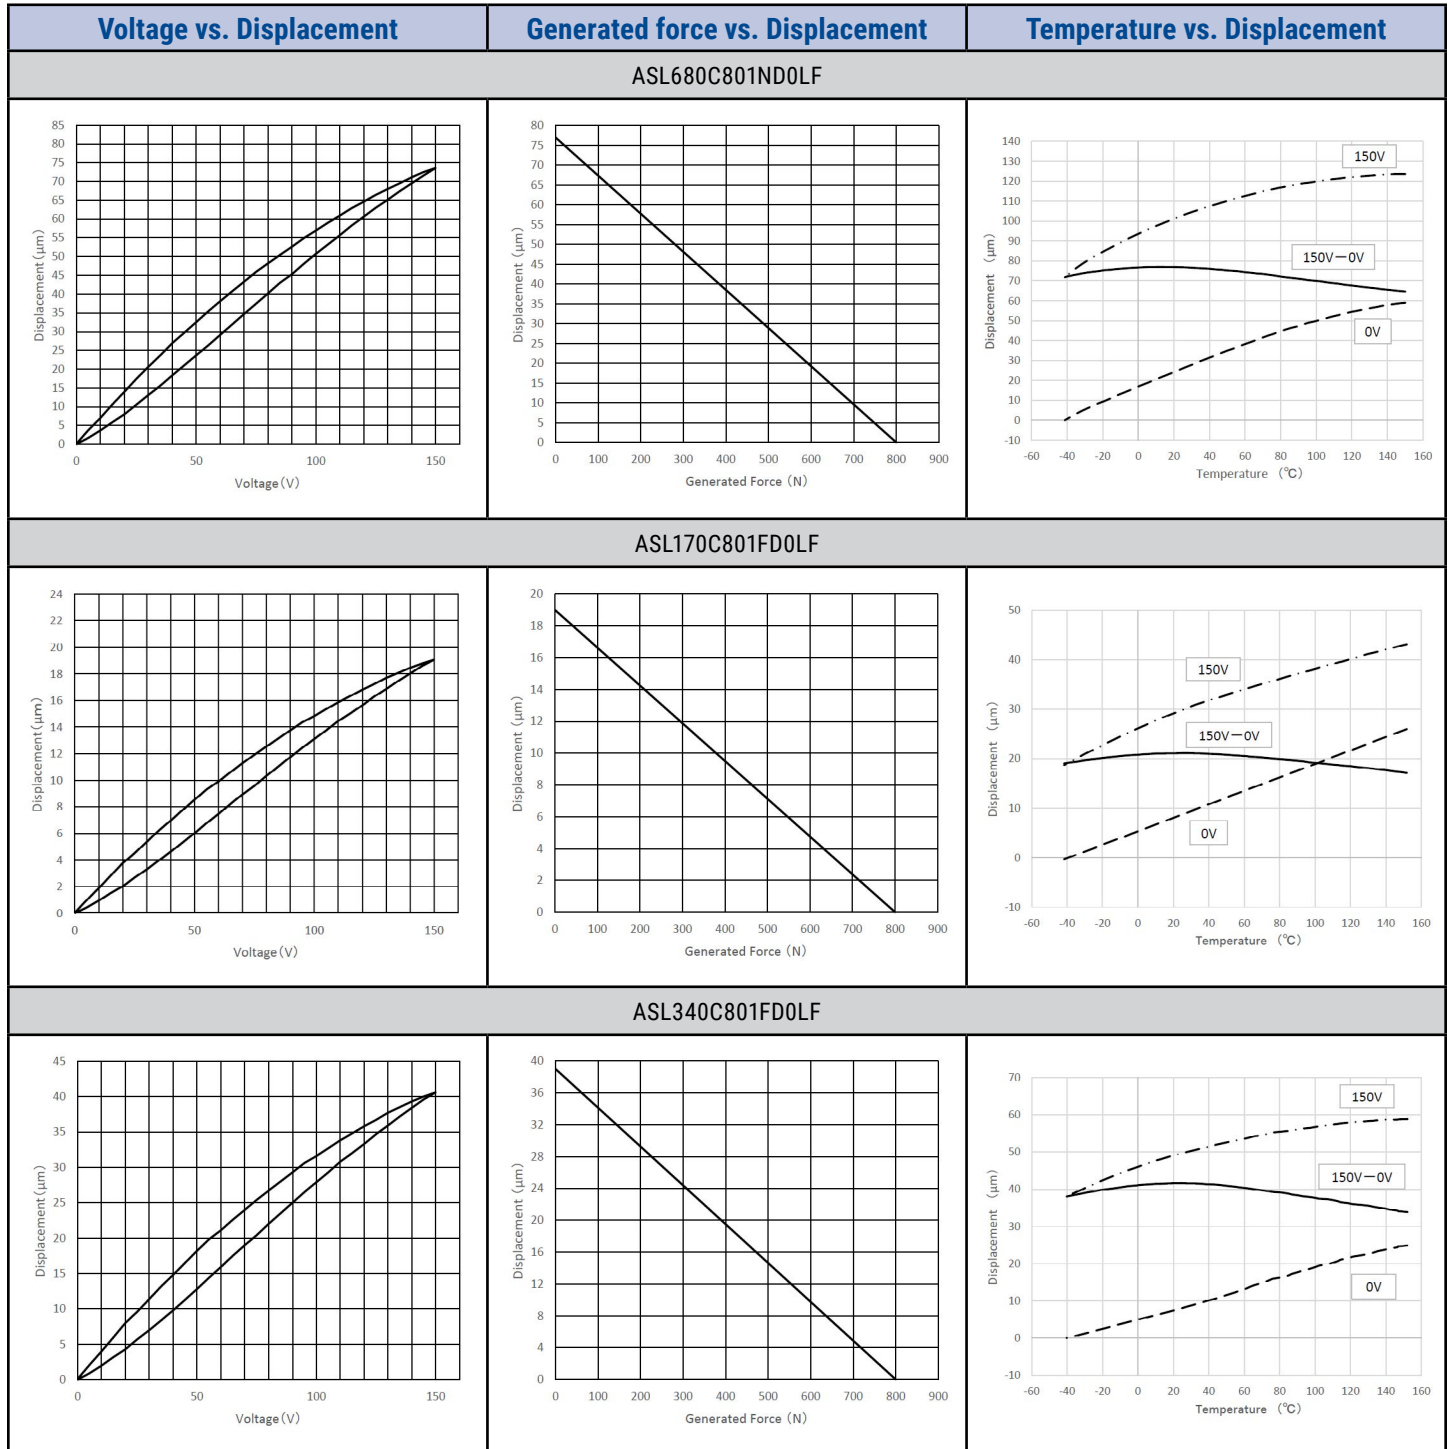 Voltage vs. Displacement
Generated force vs. Displacement
Temperature vs. Displacement
ASL680C801ND0LF
85
80
75
70
65
60
55
50
45
40
35
30
25
20
15
10
5
0
Displacement(μm)
0 50 100 150
Voltage(V)
80
75
70
65
60
55
50
45
40
35
30
25
20
15
10
5
0
Displacement (μm)
0 100 200 300 400 500 600 700 800 900
Generated Force (N)
140
130
120
110
100
90
80
70
60
50
40
30
20
10
0
-10
Displacement (μm)
150V
150V－0V
0V
-60 -40 -20 0 20 40 60 80 100 120 140 160
Temperature (℃)
ASL170C801FD0LF
24
22
20
18
16
14
12
10
8
6
4
2
0
Displacement(μm)
0 50 100 150
Voltage(V)
20
18
16
14
12
10
8
6
4
2
0
Displacement (μm)
0 100 200 300 400 500 600 700 800 900
Generated Force (N)
50
40
30
20
10
0
-10
Displacement (μm)
150V
150V－0V
0V
-60 -40 -20 0 20 40 60 80 100 120 140 160
Temperature (℃)
ASL340C801FD0LF
45
40
35
30
25
20
15
10
5
0
Displacement(μm)
0 50 100 150
Voltage(V)
40
36
32
28
24
20
16
12
8
4
0
Displacement (μm)
0 100 200 300 400 500 600 700 800 900
Generated Force (N)
70
60
50
40
30
20
10
0
-10
Displacement (μm)
150V
150V－0V
0V
-60 -40 -20 0 20 40 60 80 100 120 140 160
Temperature (℃)